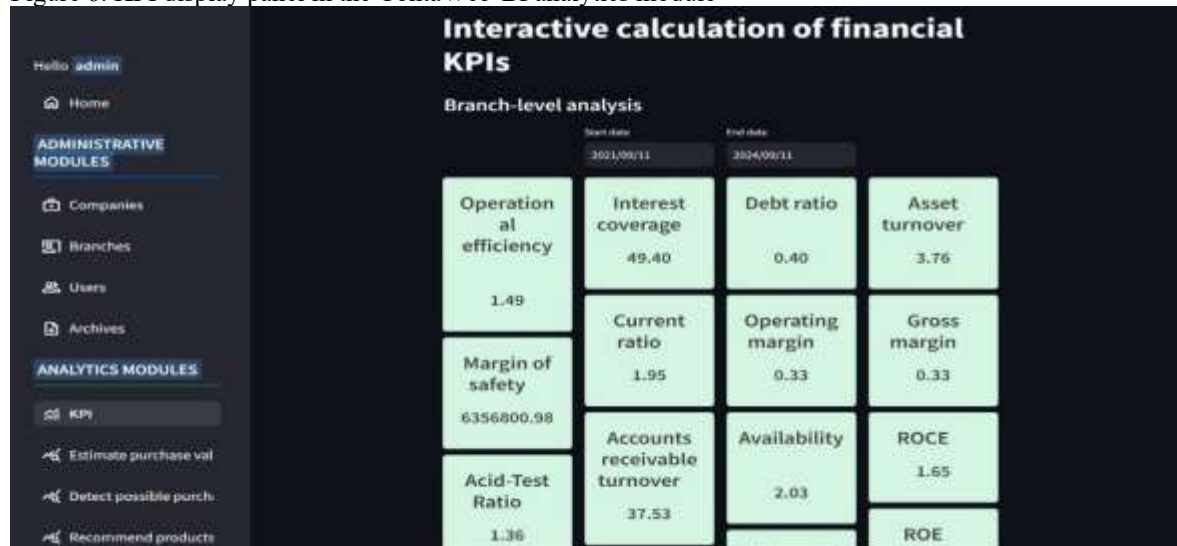 Interactive calculation of financial
KPIs
Branch-level analysis
Start date
End date
2021/09/11
2024/09/11
Hello admin
Home
ADMINISTRATIVE
MODULES
Companies
Branches
Users
Archives
ANALYTICS MODULES
KPI
Estimate purchase val
Detect possible purch
Recommend products
Operation
al
efficiency
1.49
Margin of
safety
6356800.98
Acid-Test
Ratio
1.36
Interest
coverage
49.40
Current
ratio
1.95
Accounts
receivable
turnover
37.53
Debt ratio
0.40
Operating
margin
0.33
Availability
2.03
Asset
turnover
3.76
Gross
margin
0.33
ROCE
1.65
ROE